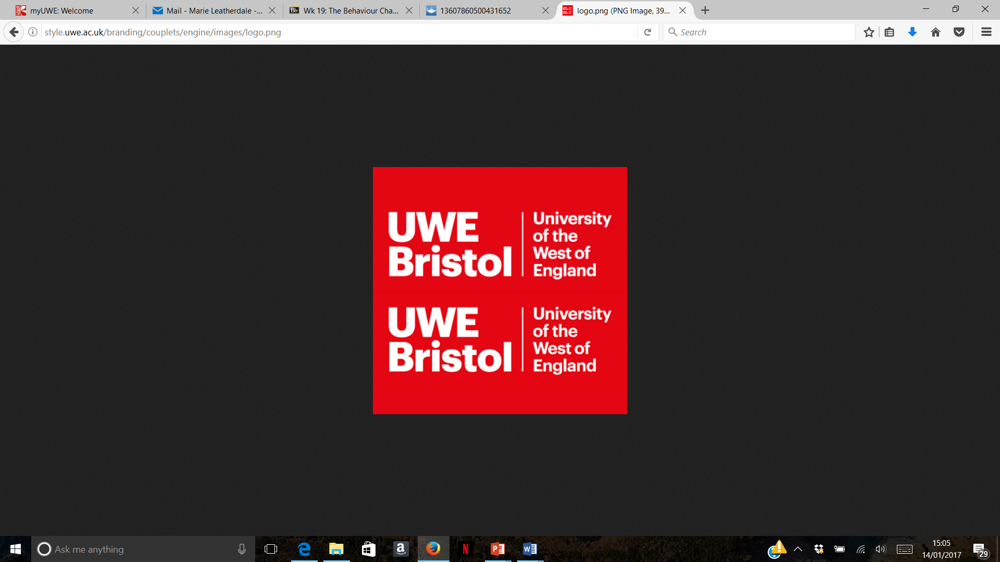 myUWE: Welcome
Mail - Marie Leatherdale -...
Wk 19: The Behaviour Cha...
13607860500431652
logo.png (PNG Image, 39...
style.uwe.ac.uk/branding/couplets/engine/images/logo.png
Search
UWE
Bristol
University
of the
West of
England
UWE
Bristol
University
of the
West of
England
Ask me anything
15:05
14/01/2017
29